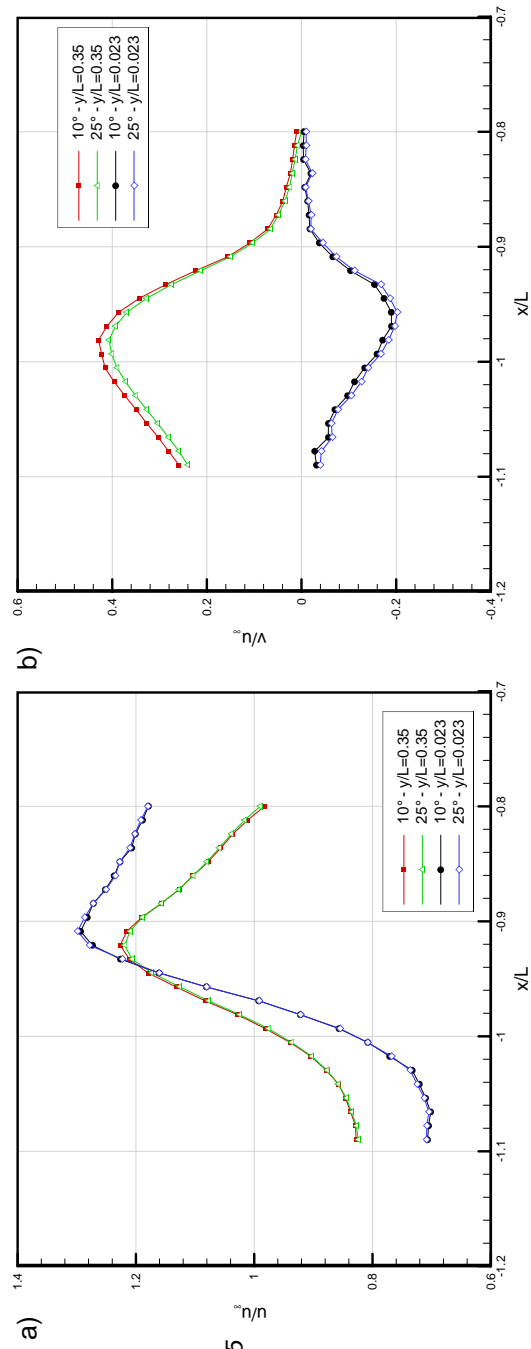 a)
1.4
1.2
1
0.8
0.6
u/u∞
-1.2
-1.1
-1
-0.9
-0.8
-0.7
x/L
10° - y/L=0.35
25° - y/L=0.35
10° - y/L=0.023
25° - y/L=0.023
5
b)
0.6
0.4
0.2
0
-0.2
-0.4
v/u∞
-1.2
-1.1
-1
-0.9
-0.8
-0.7
x/L
10° - y/L=0.35
25° - y/L=0.35
10° - y/L=0.023
25° - y/L=0.023